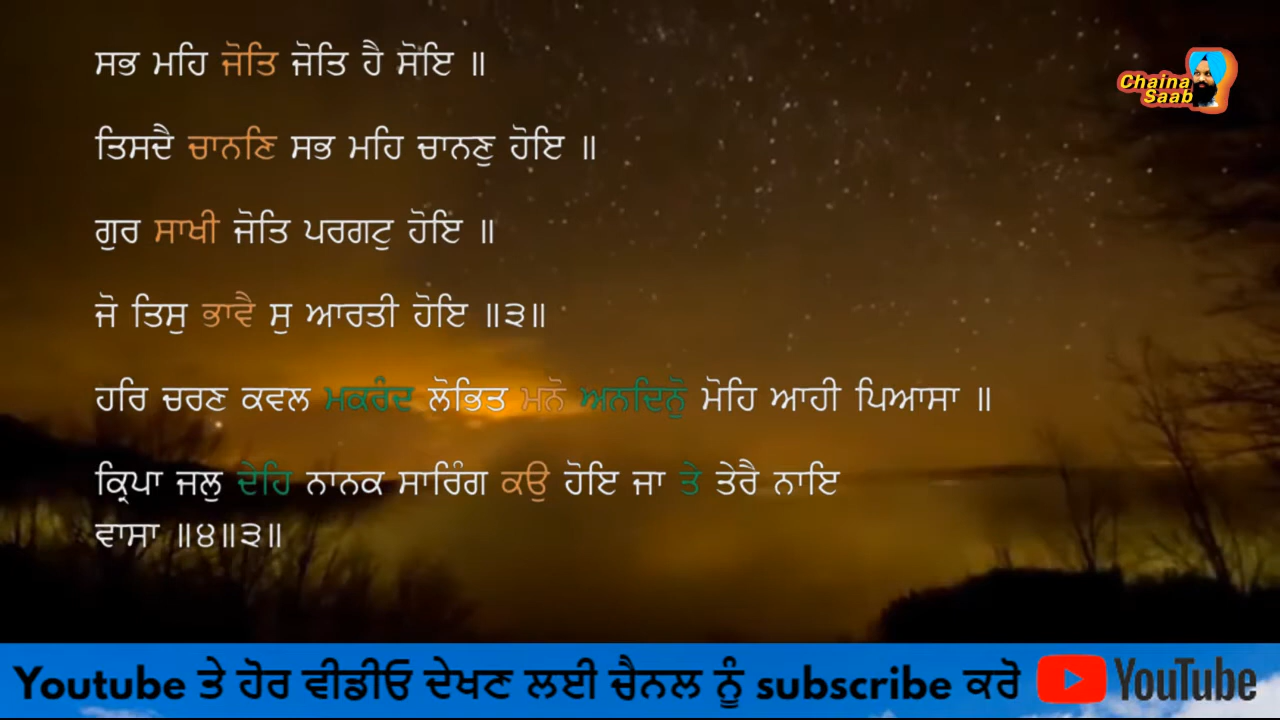 ਸਭ ਮਹਿ ਜੋਤਿ ਜੋਤਿ ਹੈ ਸੋਇ ॥
Chaina
Saab
ਤਿਸਦੈ ਚਾਨਣਿ ਸਭ ਮਹਿ ਚਾਨਣੁ ਹੋਇ ॥
ਗੁਰ ਸਾਖੀ ਜੋਤਿ ਪਰਗਟੁ ਹੋਇ ॥
ਜੋ ਤਿਸੁ ਭਾਵੈ ਸੁ ਆਰਤੀ ਹੋਇ ॥੩॥
ਹਰਿ ਚਰਣ ਕਵਲ ਮਕਰੰਦ ਲੋਭਿਤ ਮਨੋ ਅਨਦਿਨੋੁ ਮੋਹਿ ਆਹੀ ਪਿਆਸਾ ॥
ਕ੍ਰਿਪਾ ਜਲੁ ਦੇਹਿ ਨਾਨਕ ਸਾਰਿੰਗ ਕਉ ਹੋਇ ਜਾ ਤੇ ਤੇਰੈ ਨਾਇ
ਵਾਸਾ ॥੪॥੩॥
Youtube ਤੇ ਹੋਰ ਵੀਡੀਓ ਦੇਖਣ ਲਈ ਚੈਨਲ ਨੂੰ subscribe ਕਰੋ YouTube